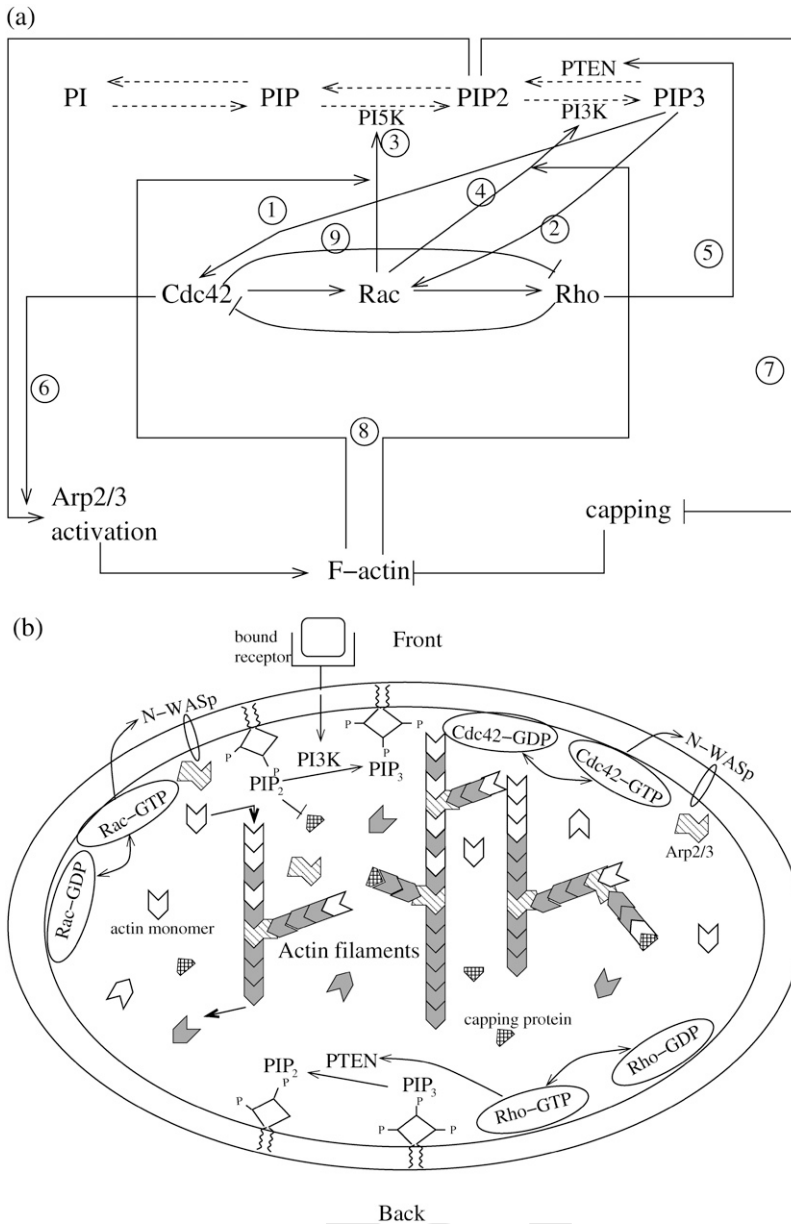 (a)
PTEN
PI PIP PIP2 PIP3
PI5K PI3K
3
4
1
2
9
5
Cdc42 Rac Rho
7
6
8
Arp2/3
activation
capping
F-actin
(b)
bound
receptor
Front
N-WASp
P
P
P
P
P
PI3K
PIP2 PIP3
Cdc42-GDP
Cdc42-GTP
N-WASp
Rac-GTP
Rac-GDP
Arp2/3
actin monomer
Actin filaments
capping protein
PTEN
PIP2
PIP3
P
P
P
P
P
Rho-GTP
Rho-GDP
Back